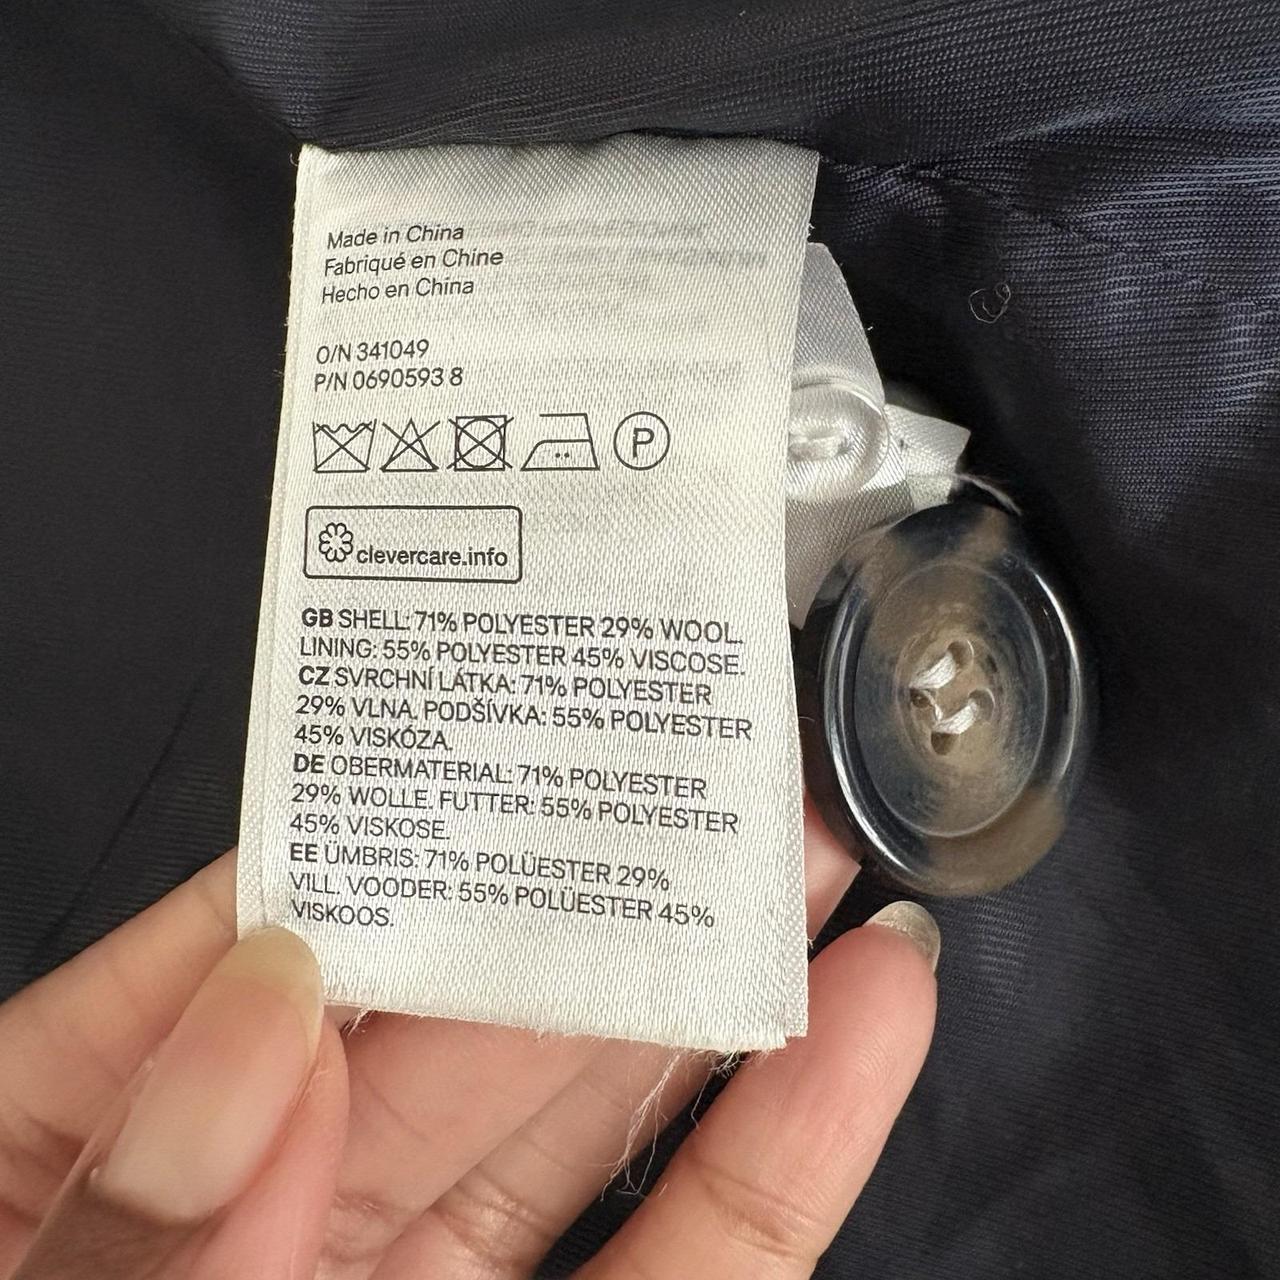 Made in China
Fabriqué en Chine
Hecho en China
O/N 341049
P/N 0690593 8
P
clevercare.info
GB SHELL: 71% POLYESTER 29% WOOL.
LINING: 55% POLYESTER 45% VISCOSE.
CZ SVRCHNÍ LÁTKA: 71% POLYESTER
29% VLNA. PODŠÍVKA: 55% POLYESTER
45% VISKÓZA.
DE OBERMATERIAL: 71% POLYESTER
29% WOLLE. FUTTER: 55% POLYESTER
45% VISKOSE.
EE ÜMBRIS: 71% POLÜESTER 29%
VILL. VOODER: 55% POLÜESTER 45%
VISKOOS.